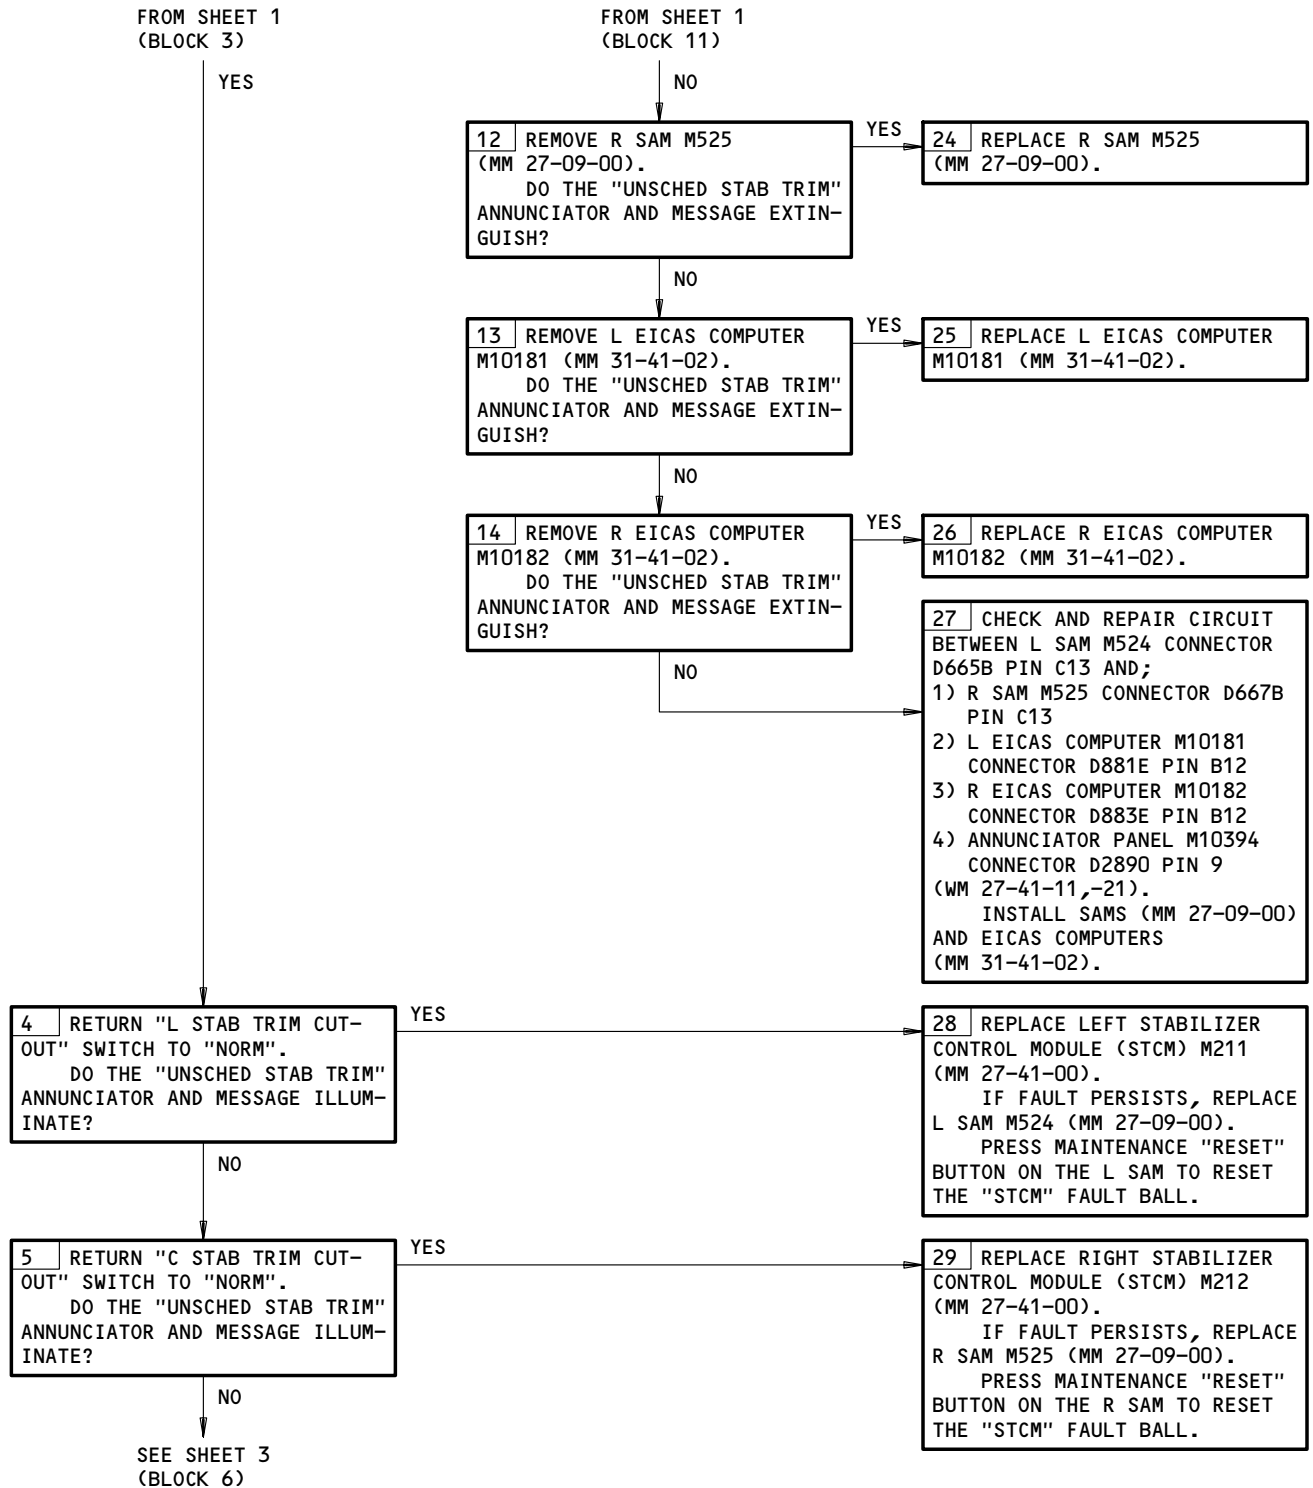 FROM SHEET 1
(BLOCK 3)
YES
FROM SHEET 1
(BLOCK 11)
NO
12 REMOVE R SAM M525
(MM 27-09-00).
DO THE "UNSCHED STAB TRIM"
ANNUNCIATOR AND MESSAGE EXTIN-
GUISH?
YES
24 REPLACE R SAM M525
(MM 27-09-00).
NO
13 REMOVE L EICAS COMPUTER
M10181 (MM 31-41-02).
DO THE "UNSCHED STAB TRIM"
ANNUNCIATOR AND MESSAGE EXTIN-
GUISH?
YES
25 REPLACE L EICAS COMPUTER
M10181 (MM 31-41-02).
NO
14 REMOVE R EICAS COMPUTER
M10182 (MM 31-41-02).
DO THE "UNSCHED STAB TRIM"
ANNUNCIATOR AND MESSAGE EXTIN-
GUISH?
YES
26 REPLACE R EICAS COMPUTER
M10182 (MM 31-41-02).
NO
27 CHECK AND REPAIR CIRCUIT
BETWEEN L SAM M524 CONNECTOR
D665B PIN C13 AND;
1) R SAM M525 CONNECTOR D667B
PIN C13
2) L EICAS COMPUTER M10181
CONNECTOR D881E PIN B12
3) R EICAS COMPUTER M10182
CONNECTOR D883E PIN B12
4) ANNUNCIATOR PANEL M10394
CONNECTOR D2890 PIN 9
(WM 27-41-11,-21).
INSTALL SAMS (MM 27-09-00)
AND EICAS COMPUTERS
(MM 31-41-02).
4 RETURN "L STAB TRIM CUT-
OUT" SWITCH TO "NORM".
DO THE "UNSCHED STAB TRIM"
ANNUNCIATOR AND MESSAGE ILLUM-
INATE?
YES
28 REPLACE LEFT STABILIZER
CONTROL MODULE (STCM) M211
(MM 27-41-00).
IF FAULT PERSISTS, REPLACE
L SAM M524 (MM 27-09-00).
PRESS MAINTENANCE "RESET"
BUTTON ON THE L SAM TO RESET
THE "STCM" FAULT BALL.
NO
5 RETURN "C STAB TRIM CUT-
OUT" SWITCH TO "NORM".
DO THE "UNSCHED STAB TRIM"
ANNUNCIATOR AND MESSAGE ILLUM-
INATE?
YES
29 REPLACE RIGHT STABILIZER
CONTROL MODULE (STCM) M212
(MM 27-41-00).
IF FAULT PERSISTS, REPLACE
R SAM M525 (MM 27-09-00).
PRESS MAINTENANCE "RESET"
BUTTON ON THE R SAM TO RESET
THE "STCM" FAULT BALL.
NO
SEE SHEET 3
(BLOCK 6)